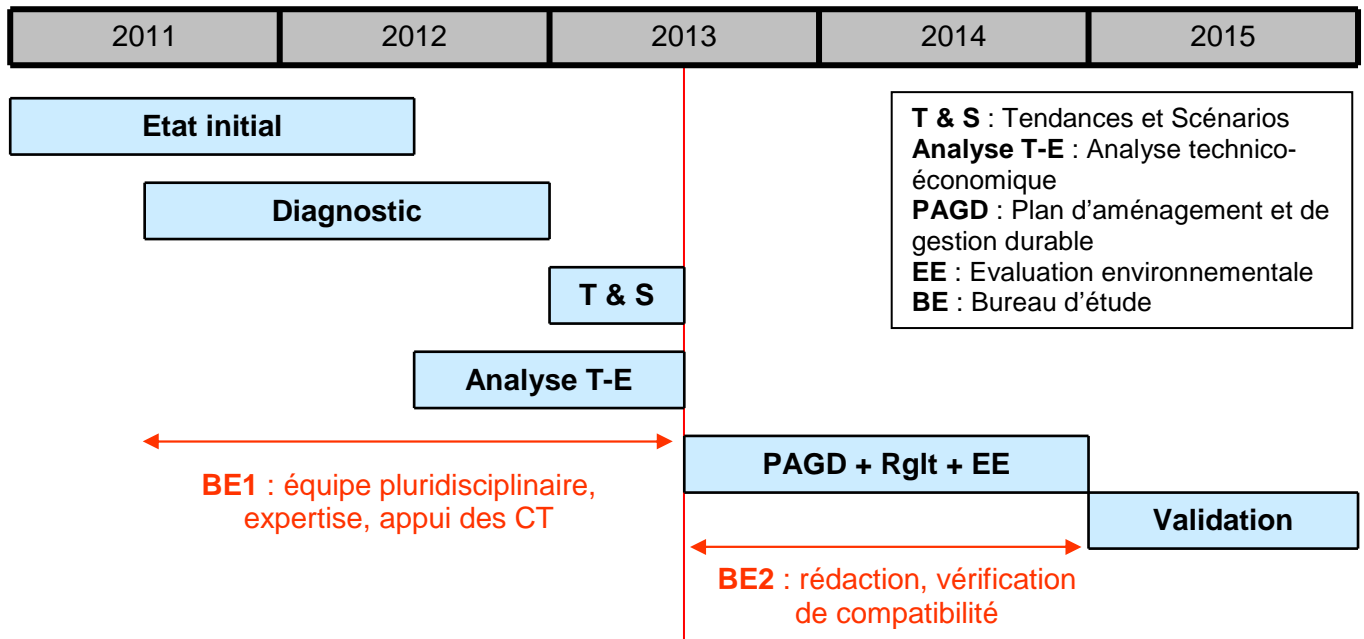 2011 2012 2013 2014 2015
Etat initial
T & S : Tendances et Scénarios
Analyse T-E : Analyse technico-
économique
PAGD : Plan d'aménagement et de
gestion durable
EE : Evaluation environnementale
BE : Bureau d'étude
Diagnostic
T & S
Analyse T-E
PAGD + Rglt + EE
BE1 : équipe pluridisciplinaire,
expertise, appui des CT
Validation
BE2 : rédaction, vérification
de compatibilité